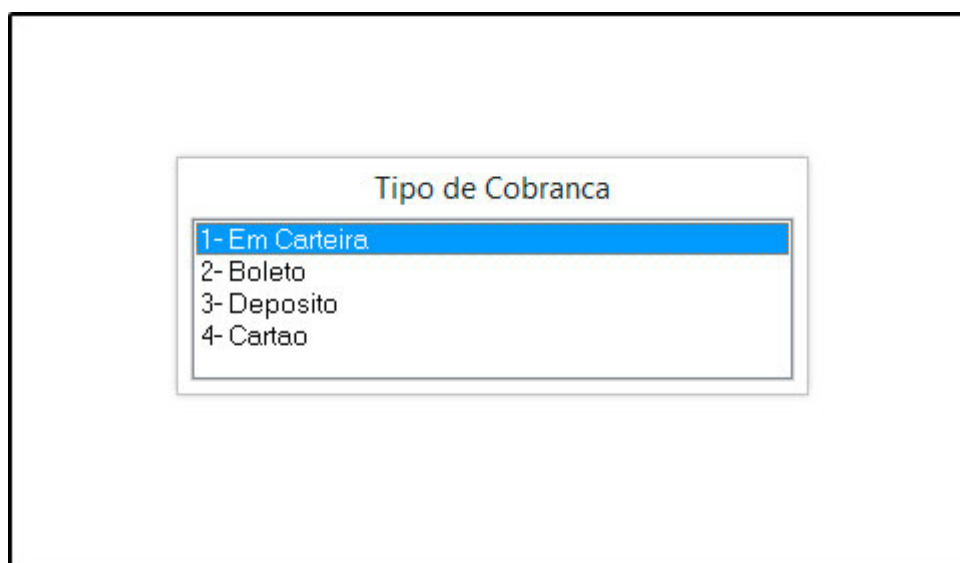 Tipo de Cobranca
1- Em Carteira
2- Boleto
3- Deposito
4- Cartao